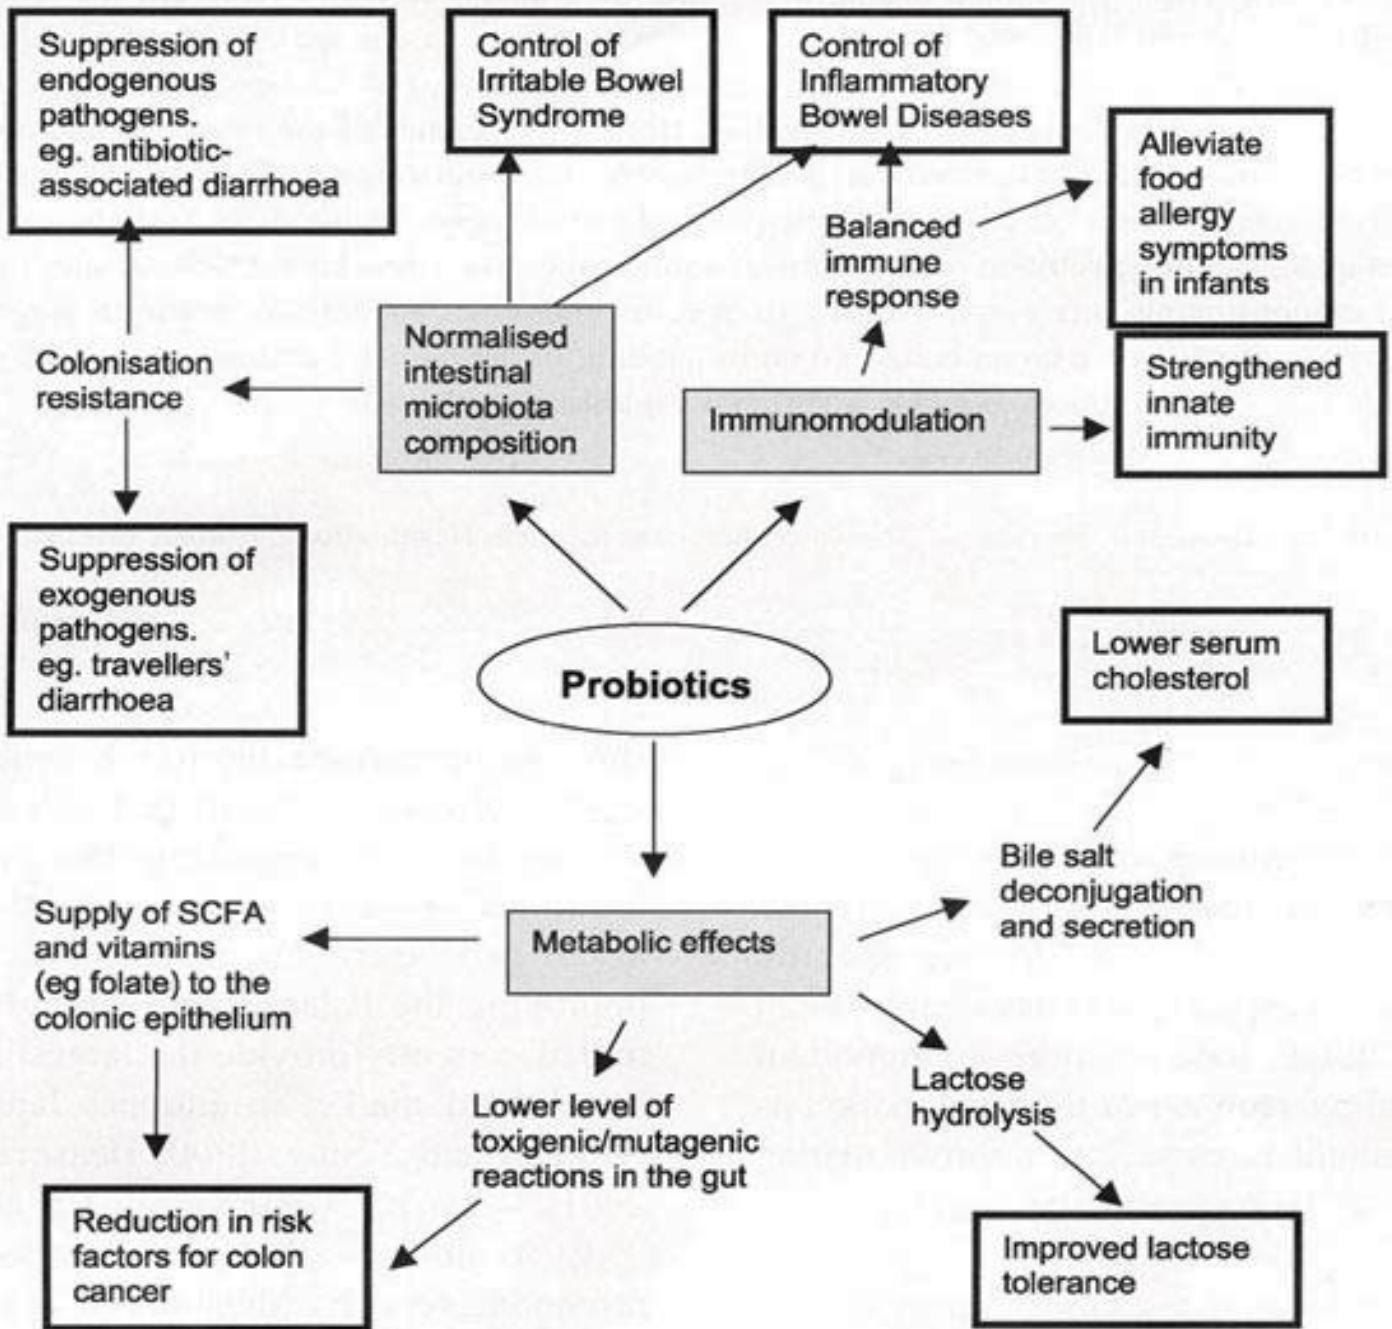 Suppression of
endogenous
pathogens.
eg. antibiotic-
associated diarrhoea
Control of
Irritable Bowel
Syndrome
Control of
Inflammatory
Bowel Diseases
Alleviate
food
allergy
symptoms
in infants
Balanced
immune
response
Colonisation
resistance
Normalised
intestinal
microbiota
composition
Immunomodulation
Strengthened
innate
immunity
Suppression of
exogenous
pathogens.
eg. travellers'
diarrhoea
Probiotics
Lower serum
cholesterol
Bile salt
deconjugation
and secretion
Supply of SCFA
and vitamins
(eg folate) to the
colonic epithelium
Metabolic effects
Lactose
hydrolysis
Lower level of
toxigenic/mutagenic
reactions in the gut
Reduction in risk
factors for colon
cancer
Improved lactose
tolerance